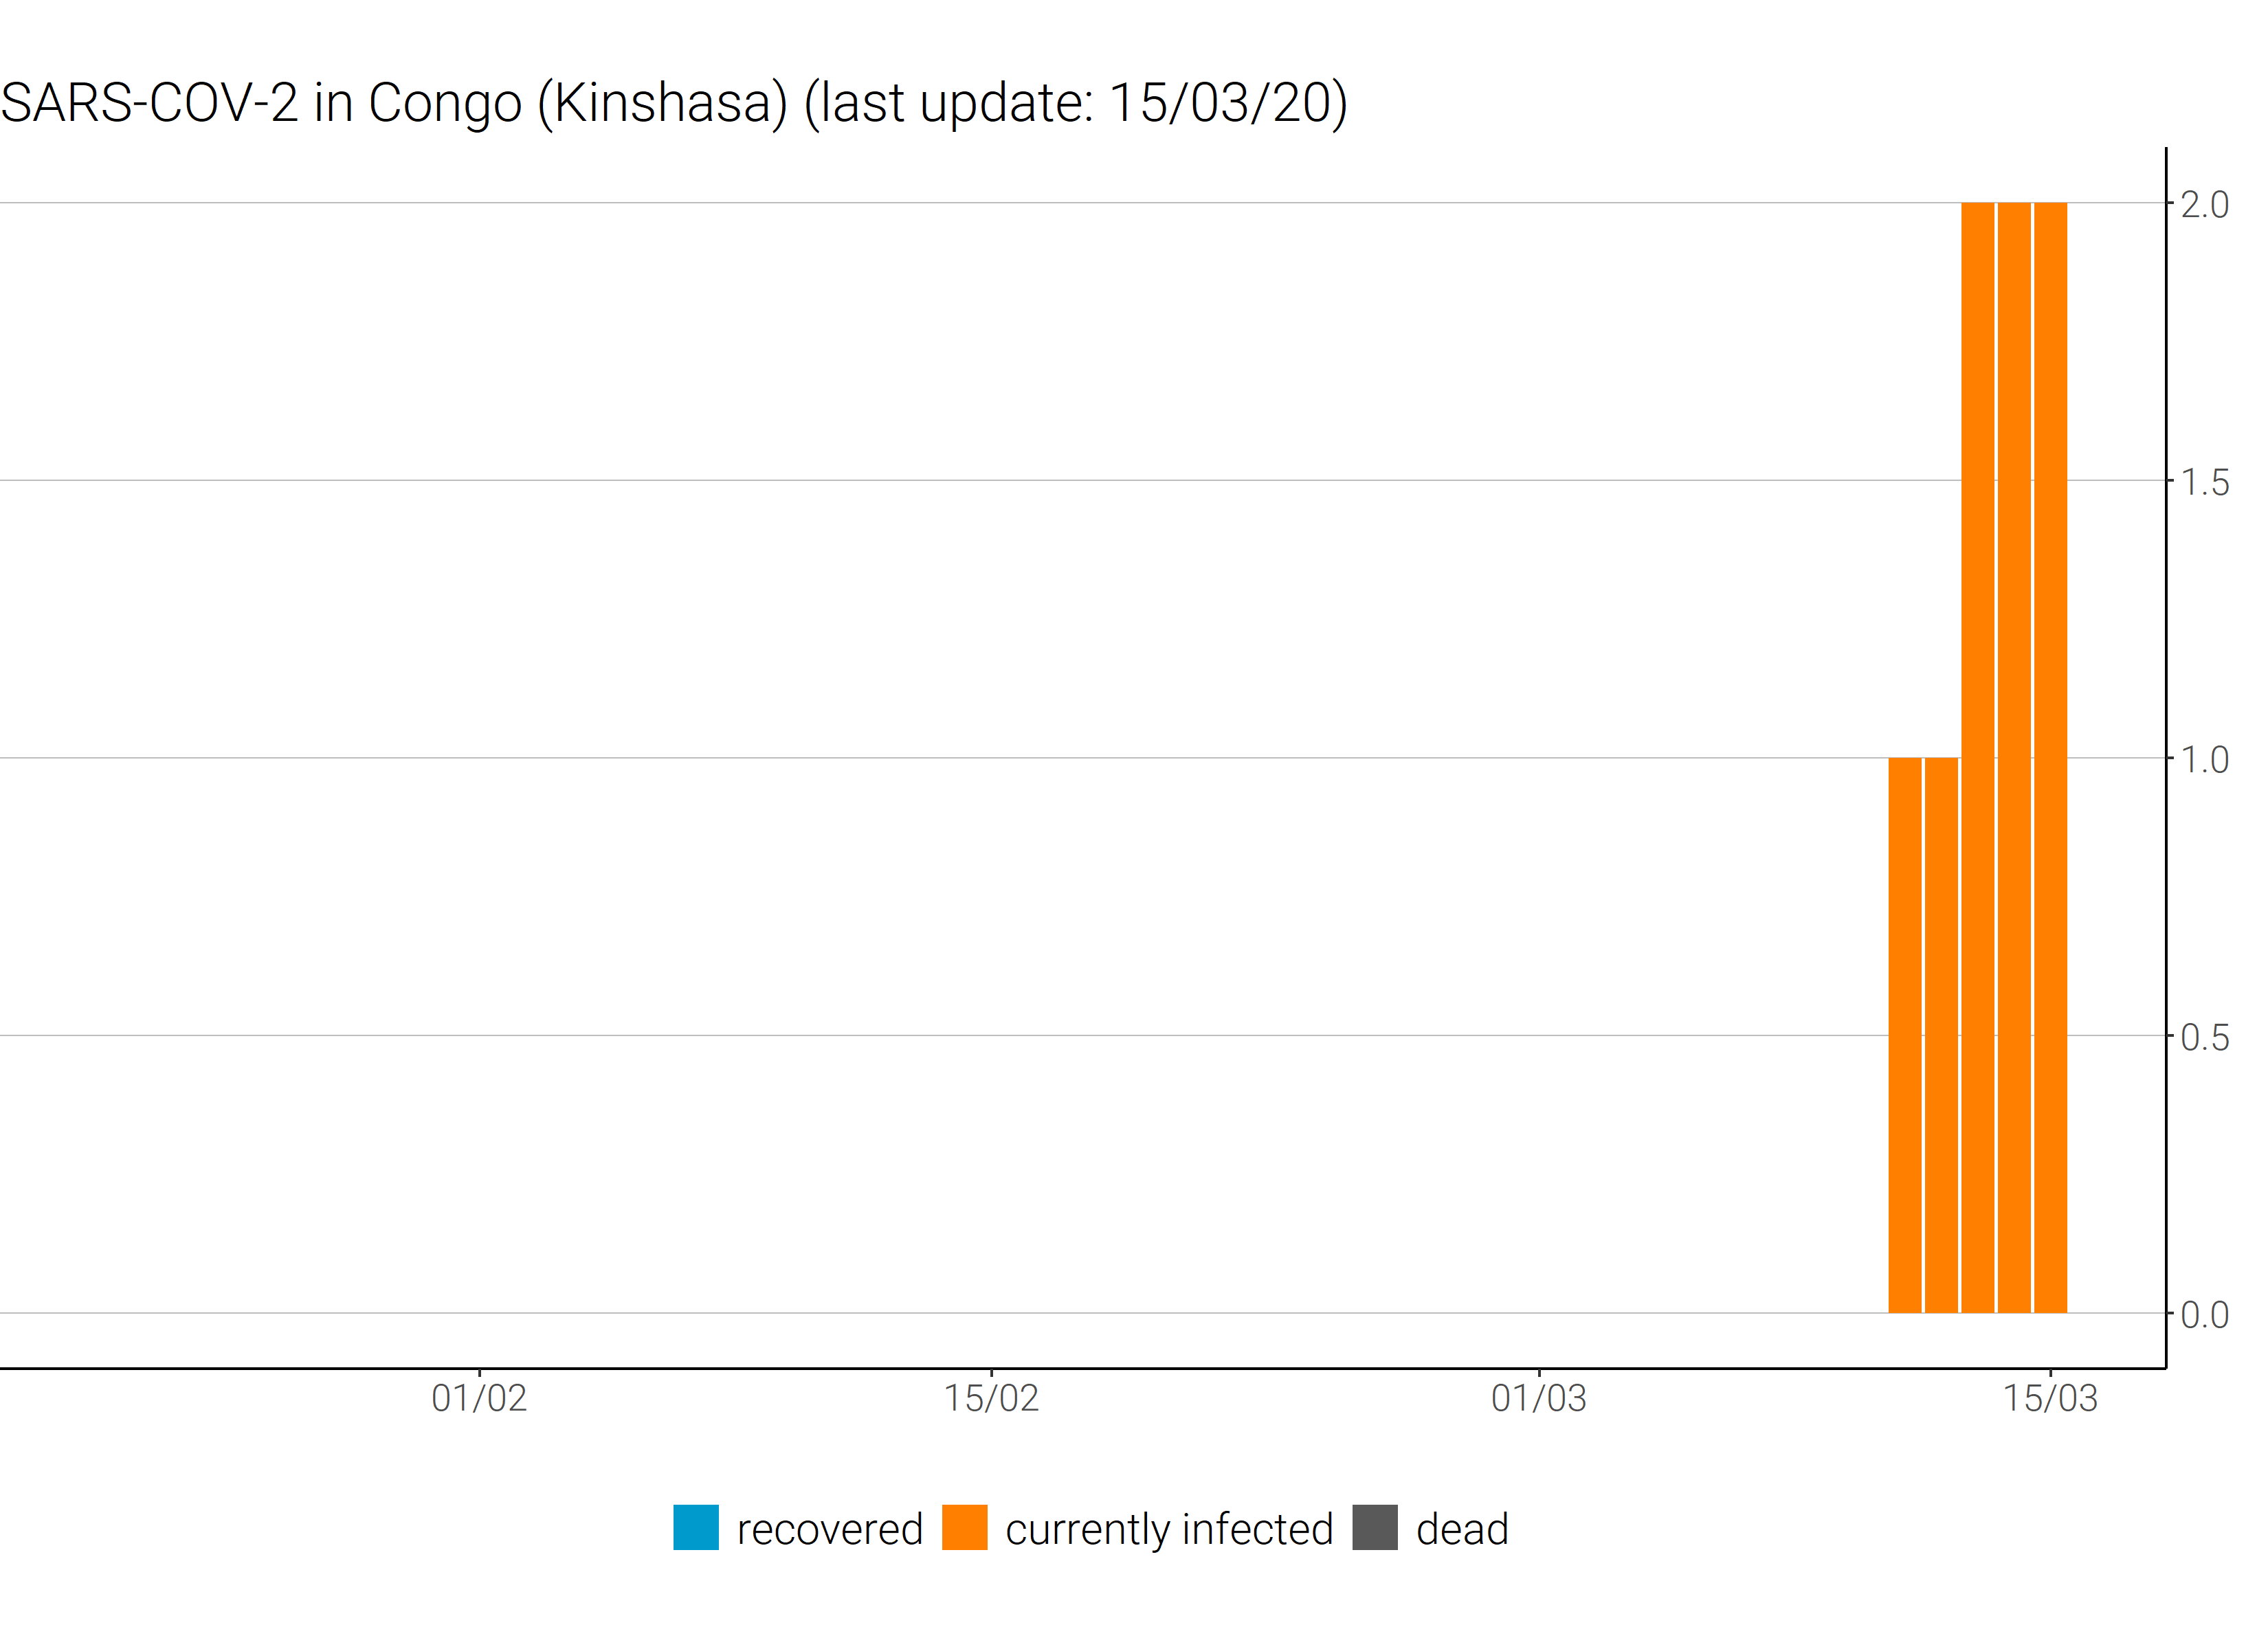 SARS-COV-2 in Congo (Kinshasa) (last update: 15/03/20)
2.0
1.5
1.0
0.5
0.0
01/02 15/02 01/03 15/03
recovered currently infected dead